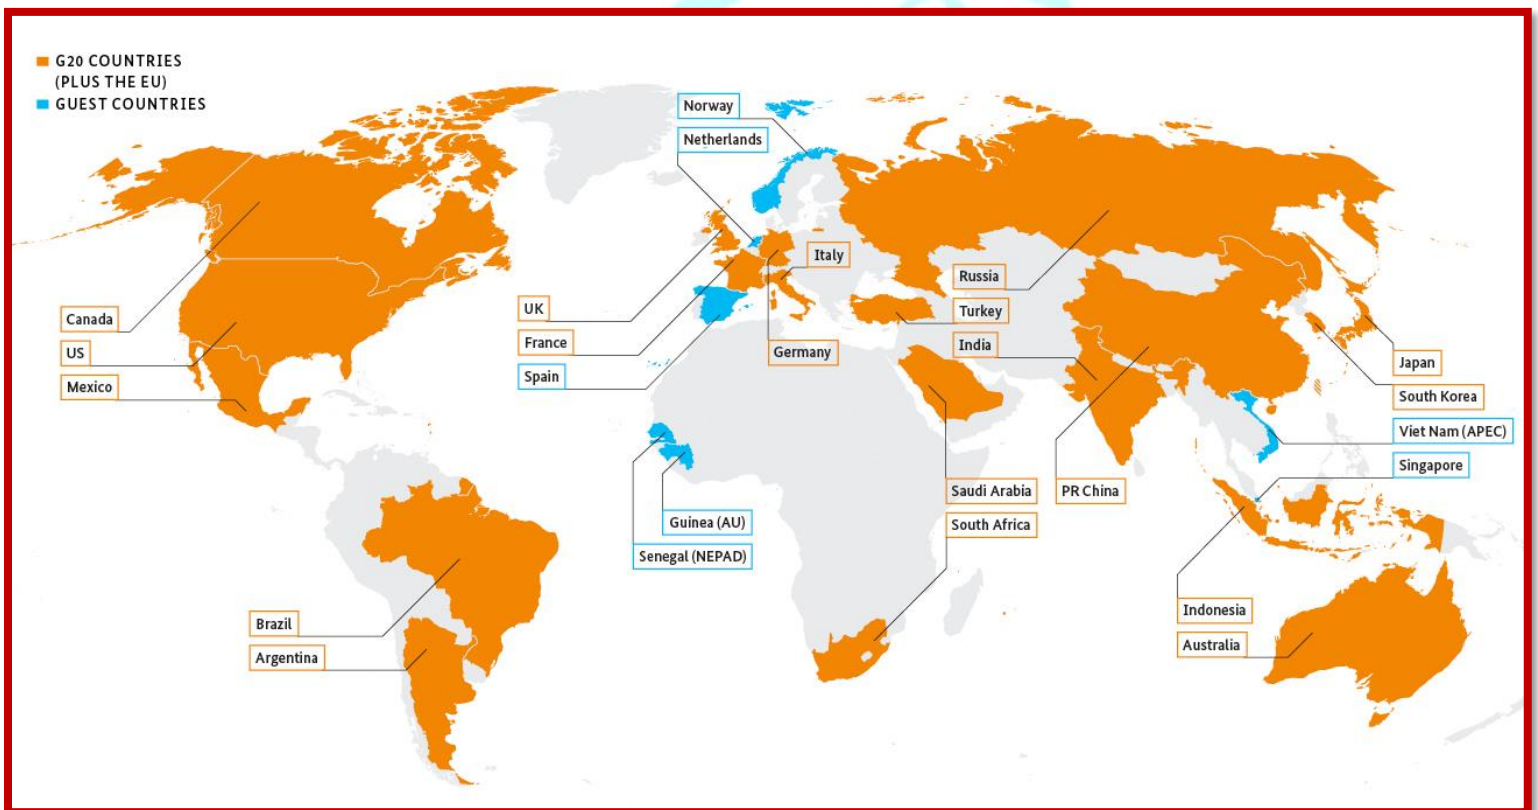 G20 COUNTRIES
(PLUS THE EU)
GUEST COUNTRIES
Norway
Netherlands
Italy
Russia
UK
Turkey
Canada
France
India
US
Germany
Japan
Mexico
Spain
South Korea
Viet Nam (APEC)
Singapore
Saudi Arabia
PR China
Guinea (AU)
South Africa
Senegal (NEPAD)
Brazil
Indonesia
Argentina
Australia